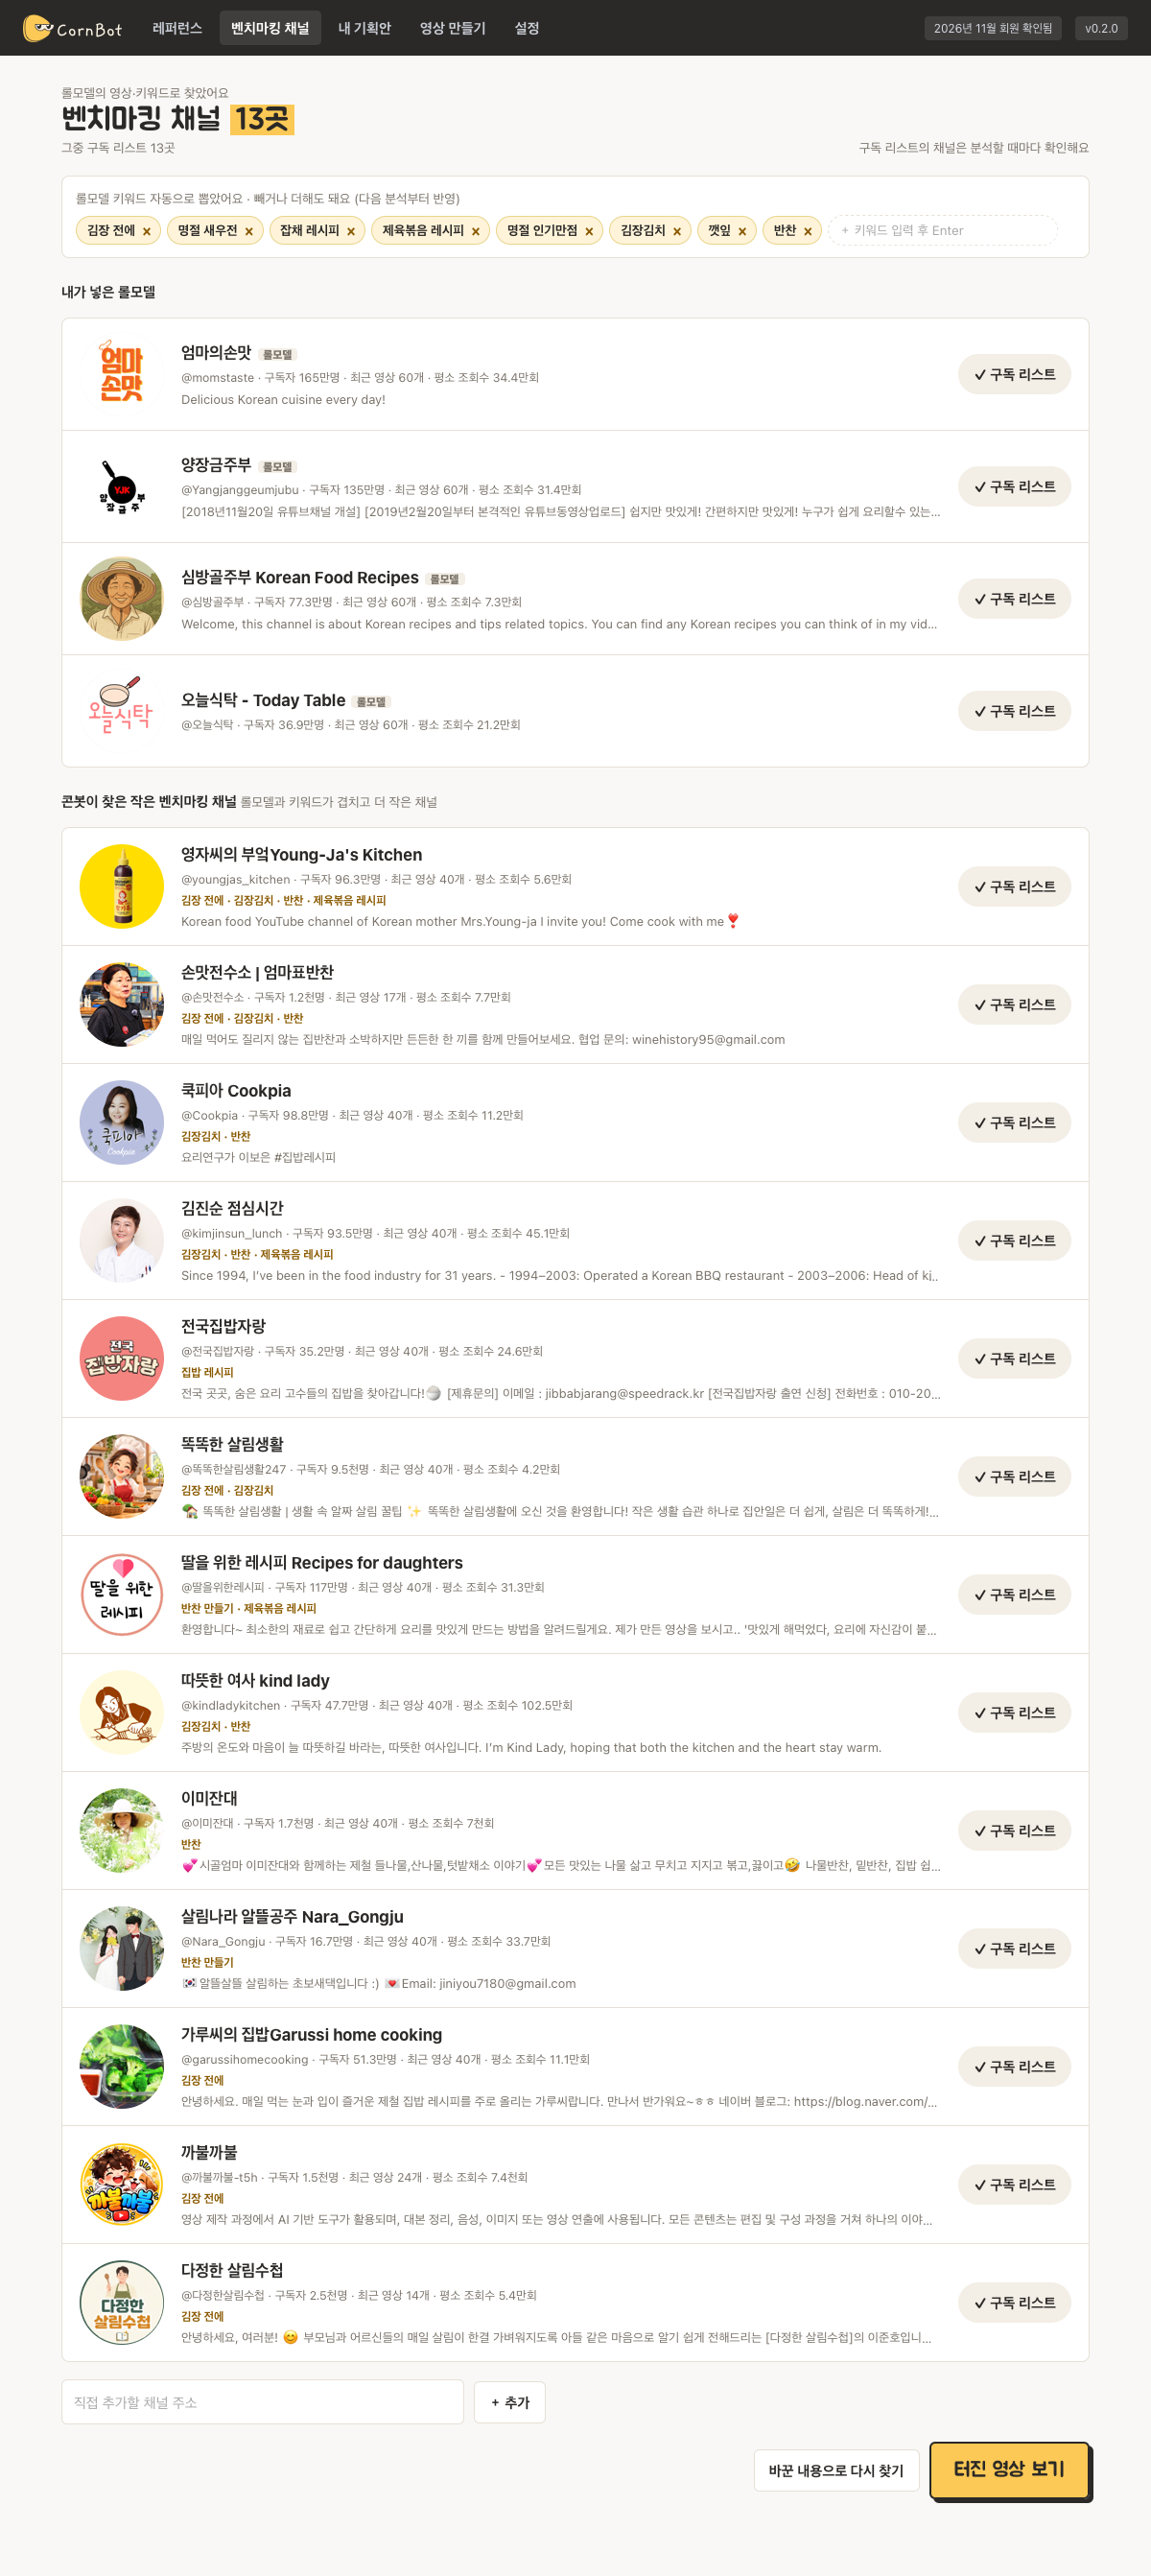 CornBot 레퍼런스 벤치마킹 채널 내 기획안 영상 만들기 설정 2026년 11월 회원 확인됨 v0.2.0
롤모델의 영상·키워드로 찾았어요
벤치마킹 채널 13곳
그중 구독 리스트 13곳 구독 리스트의 채널은 분석할 때마다 확인해요
롤모델 키워드 자동으로 뽑았어요 · 빼거나 더해도 돼요 (다음 분석부터 반영)
김장 전에 × 명절 새우전 × 잡채 레시피 × 제육볶음 레시피 × 명절 인기만점 × 김장김치 × 깻잎 × 반찬 × + 키워드 입력 후 Enter
내가 넣은 롤모델
엄마손맛
엄마의손맛 롤모델
@momstaste · 구독자 165만명 · 최근 영상 60개 · 평소 조회수 34.4만회
Delicious Korean cuisine every day!
✓ 구독 리스트
YJK
양장금주부
양장금주부 롤모델
@Yangjanggeumjubu · 구독자 135만명 · 최근 영상 60개 · 평소 조회수 31.4만회
[2018년11월20일 유튜브채널 개설] [2019년2월20일부터 본격적인 유튜브동영상업로드] 쉽지만 맛있게! 간편하지만 맛있게! 누구가 쉽게 요리할수 있는...
✓ 구독 리스트
심방골주부 Korean Food Recipes 롤모델
@심방골주부 · 구독자 77.3만명 · 최근 영상 60개 · 평소 조회수 7.3만회
Welcome, this channel is about Korean recipes and tips related topics. You can find any Korean recipes you can think of in my vid...
✓ 구독 리스트
오늘식탁
오늘식탁 - Today Table 롤모델
@오늘식탁 · 구독자 36.9만명 · 최근 영상 60개 · 평소 조회수 21.2만회
✓ 구독 리스트
콘봇이 찾은 작은 벤치마킹 채널 롤모델과 키워드가 겹치고 더 작은 채널
영자씨의 부엌Young-Ja's Kitchen
@youngjas_kitchen · 구독자 96.3만명 · 최근 영상 40개 · 평소 조회수 5.6만회
김장 전에 · 김장김치 · 반찬 · 제육볶음 레시피
Korean food YouTube channel of Korean mother Mrs.Young-ja I invite you! Come cook with me❣️
✓ 구독 리스트
손맛전수소 | 엄마표반찬
@손맛전수소 · 구독자 1.2천명 · 최근 영상 17개 · 평소 조회수 7.7만회
김장 전에 · 김장김치 · 반찬
매일 먹어도 질리지 않는 집반찬과 소박하지만 든든한 한 끼를 함께 만들어보세요. 협업 문의: winehistory95@gmail.com
✓ 구독 리스트
쿡피아
Cookpia
쿡피아 Cookpia
@Cookpia · 구독자 98.8만명 · 최근 영상 40개 · 평소 조회수 11.2만회
김장김치 · 반찬
요리연구가 이보은 #집밥레시피
✓ 구독 리스트
김진순 점심시간
@kimjinsun_lunch · 구독자 93.5만명 · 최근 영상 40개 · 평소 조회수 45.1만회
김장김치 · 반찬 · 제육볶음 레시피
Since 1994, I've been in the food industry for 31 years. - 1994–2003: Operated a Korean BBQ restaurant - 2003–2006: Head of ki...
✓ 구독 리스트
전국
집밥자랑
전국집밥자랑
@전국집밥자랑 · 구독자 35.2만명 · 최근 영상 40개 · 평소 조회수 24.6만회
집밥 레시피
전국 곳곳, 숨은 요리 고수들의 집밥을 찾아갑니다!🍚 [제휴문의] 이메일 : jibbabjarang@speedrack.kr [전국집밥자랑 출연 신청] 전화번호 : 010-20...
✓ 구독 리스트
똑똑한 살림생활
@똑똑한살림생활247 · 구독자 9.5천명 · 최근 영상 40개 · 평소 조회수 4.2만회
김장 전에 · 김장김치
🏡 똑똑한 살림생활 | 생활 속 알짜 살림 꿀팁 ✨ 똑똑한 살림생활에 오신 것을 환영합니다! 작은 생활 습관 하나로 집안일은 더 쉽게, 살림은 더 똑똑하게!...
✓ 구독 리스트
딸을 위한
레시피
딸을 위한 레시피 Recipes for daughters
@딸을위한레시피 · 구독자 117만명 · 최근 영상 40개 · 평소 조회수 31.3만회
반찬 만들기 · 제육볶음 레시피
환영합니다~ 최소한의 재료로 쉽고 간단하게 요리를 맛있게 만드는 방법을 알려드릴게요. 제가 만든 영상을 보시고.. '맛있게 해먹었다, 요리에 자신감이 붙...
✓ 구독 리스트
따뜻한 여사 kind lady
@kindladykitchen · 구독자 47.7만명 · 최근 영상 40개 · 평소 조회수 102.5만회
김장김치 · 반찬
주방의 온도와 마음이 늘 따뜻하길 바라는, 따뜻한 여사입니다. I'm Kind Lady, hoping that both the kitchen and the heart stay warm.
✓ 구독 리스트
이미잔대
@이미잔대 · 구독자 1.7천명 · 최근 영상 40개 · 평소 조회수 7천회
반찬
💕시골엄마 이미잔대와 함께하는 제철 들나물,산나물,텃밭채소 이야기💕모든 맛있는 나물 삶고 무치고 지지고 볶고,끓이고🤣 나물반찬, 밑반찬, 집밥 쉽...
✓ 구독 리스트
살림나라 알뜰공주 Nara_Gongju
@Nara_Gongju · 구독자 16.7만명 · 최근 영상 40개 · 평소 조회수 33.7만회
반찬 만들기
🇰🇷알뜰살뜰 살림하는 초보새댁입니다 :) 💌Email: jiniyou7180@gmail.com
✓ 구독 리스트
가루씨의 집밥Garussi home cooking
@garussihomecooking · 구독자 51.3만명 · 최근 영상 40개 · 평소 조회수 11.1만회
김장 전에
안녕하세요. 매일 먹는 눈과 입이 즐거운 제철 집밥 레시피를 주로 올리는 가루씨랍니다. 만나서 반가워요~ㅎㅎ 네이버 블로그: https://blog.naver.com/...
✓ 구독 리스트
까불까불
까불까불
@까불까불-t5h · 구독자 1.5천명 · 최근 영상 24개 · 평소 조회수 7.4천회
김장 전에
영상 제작 과정에서 AI 기반 도구가 활용되며, 대본 정리, 음성, 이미지 또는 영상 연출에 사용됩니다. 모든 콘텐츠는 편집 및 구성 과정을 거쳐 하나의 이야...
✓ 구독 리스트
다정한
살림수첩
다정한 살림수첩
@다정한살림수첩 · 구독자 2.5천명 · 최근 영상 14개 · 평소 조회수 5.4만회
김장 전에
안녕하세요, 여러분! 😊 부모님과 어르신들의 매일 살림이 한결 가벼워지도록 아들 같은 마음으로 알기 쉽게 전해드리는 [다정한 살림수첩]의 이준호입니...
✓ 구독 리스트
직접 추가할 채널 주소 + 추가
바꾼 내용으로 다시 찾기 터진 영상 보기